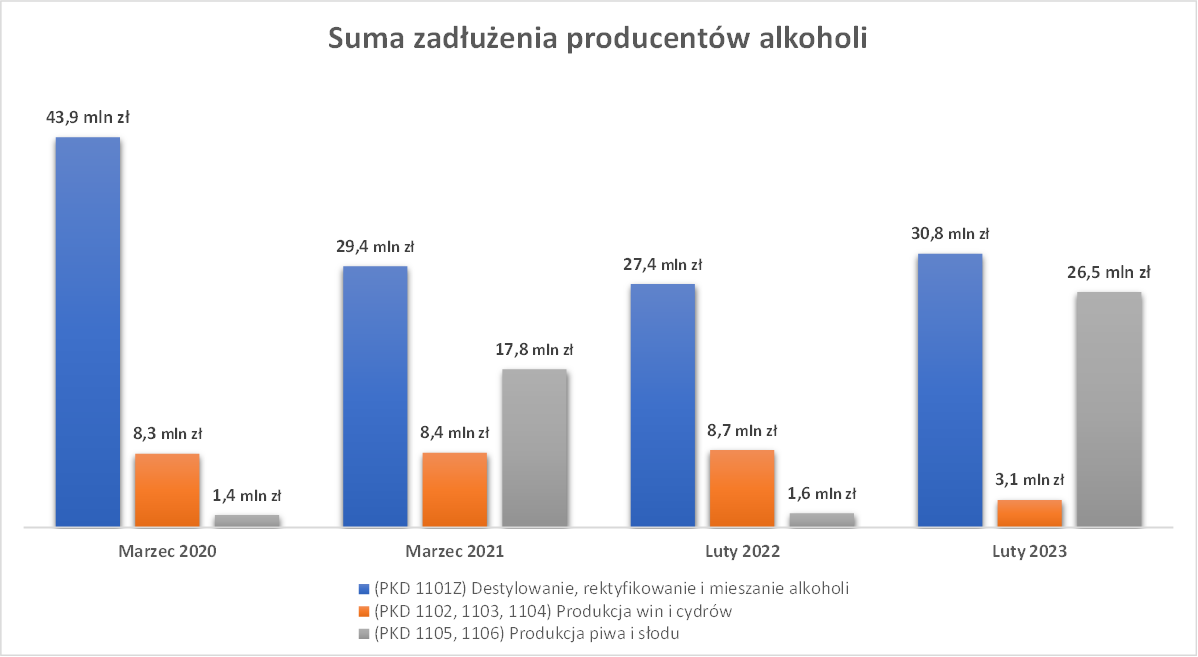 Suma zadłużenia producentów alkoholi
43,9 mln zł
8,3 mln zł
1,4 mln zł
29,4 mln zł
8,4 mln zł
17,8 mln zł
27,4 mln zł
8,7 mln zł
1,6 mln zł
30,8 mln zł
3,1 mln zł
26,5 mln zł
Marzec 2020
Marzec 2021
Luty 2022
Luty 2023
(PKD 1101Z) Destylowanie, rektyfikowanie i mieszanie alkoholi
(PKD 1102, 1103, 1104) Produkcja win i cydrów
(PKD 1105, 1106) Produkcja piwa i słodu